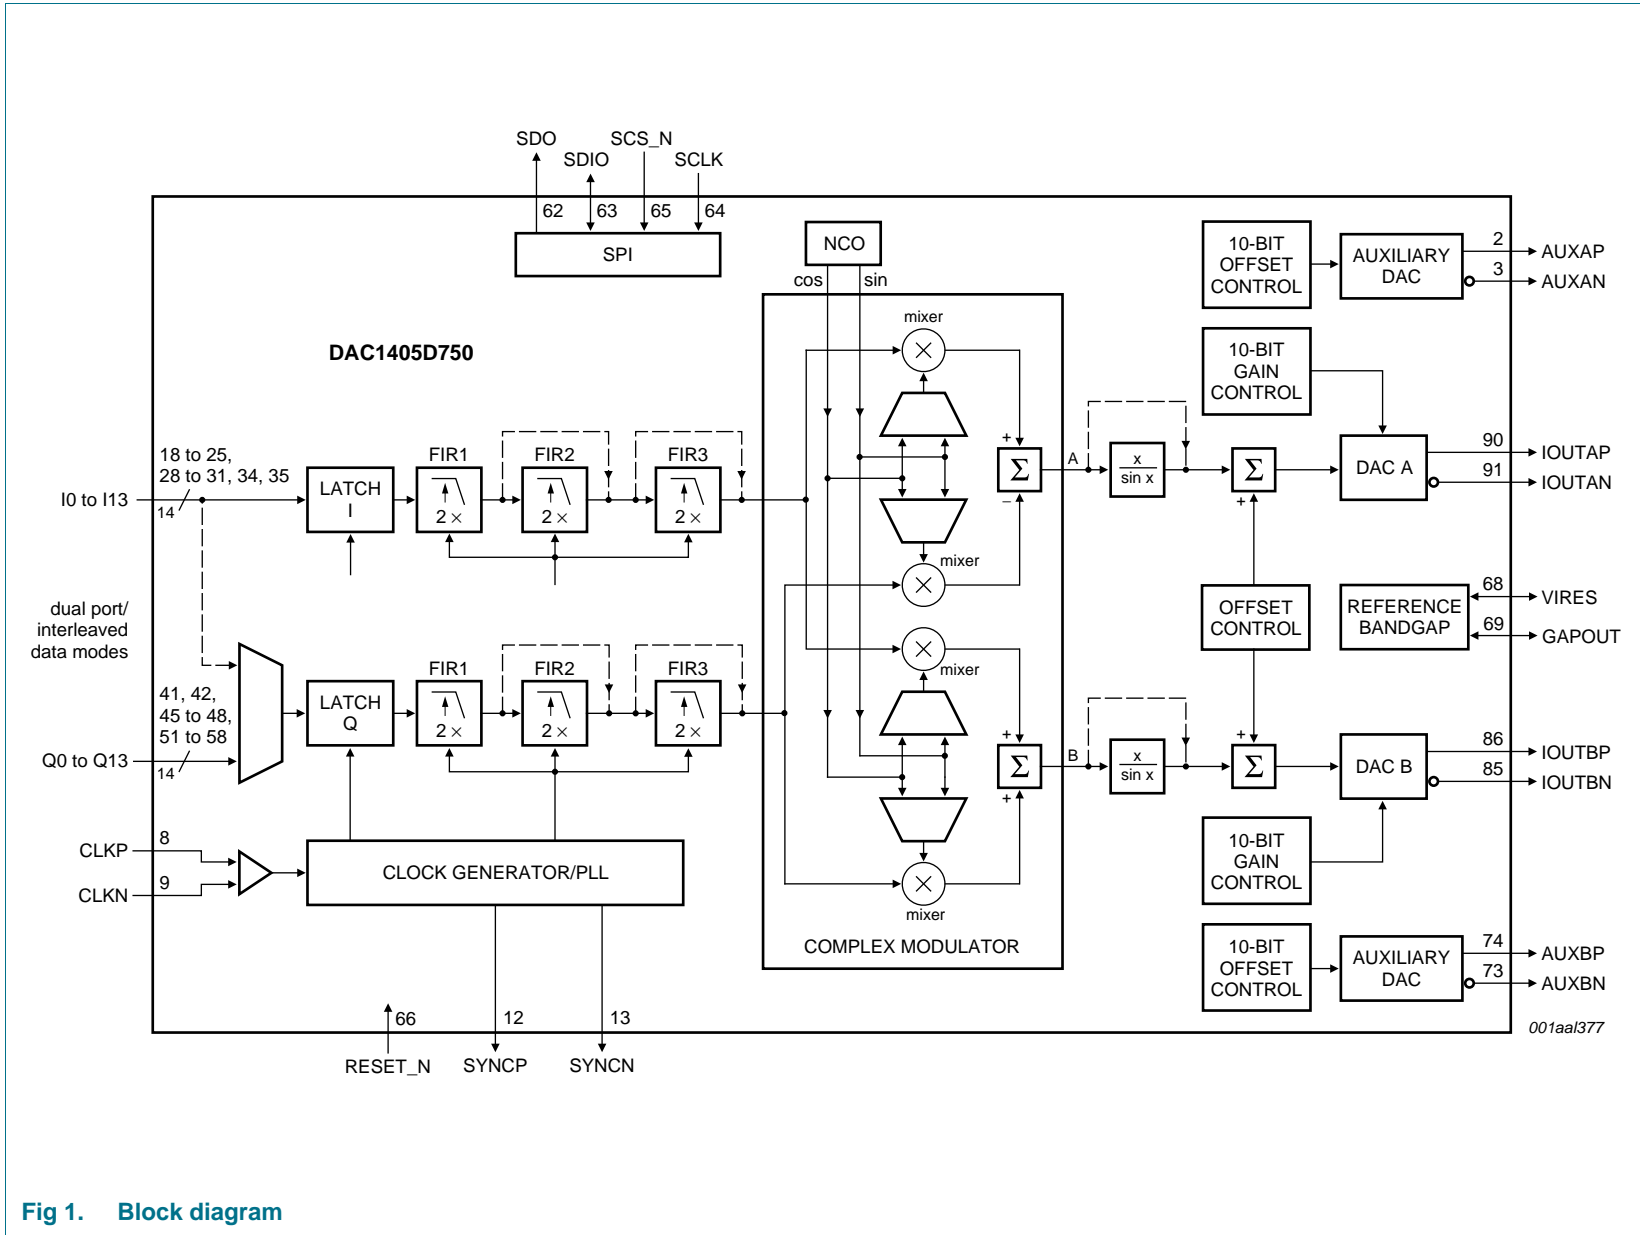 SDO
SDIO
SCS_N
SCLK
62
63
65
64
SPI
NCO
cos
sin
10-BIT
OFFSET
CONTROL
AUXILIARY
DAC
2
AUXAP
3
AUXAN
DAC1405D750
mixer
10-BIT
GAIN
CONTROL
18 to 25,
28 to 31, 34, 35
I0 to I13
14
LATCH
I
FIR1
2 ×
FIR2
2 ×
FIR3
2 ×
+
Σ
−
A
x
sin x
Σ
+
DAC A
90
IOUTAP
91
IOUTAN
mixer
dual port/
interleaved
data modes
OFFSET
CONTROL
REFERENCE
BANDGAP
68
VIRES
69
GAPOUT
mixer
41, 42,
45 to 48,
51 to 58
Q0 to Q13
14
LATCH
Q
FIR1
2 ×
FIR2
2 ×
FIR3
2 ×
+
Σ
+
B
x
sin x
+
Σ
DAC B
86
IOUTBP
85
IOUTBN
CLKP
8
CLKN
9
CLOCK GENERATOR/PLL
10-BIT
GAIN
CONTROL
mixer
COMPLEX MODULATOR
10-BIT
OFFSET
CONTROL
AUXILIARY
DAC
74
AUXBP
73
AUXBN
66
12
13
RESET_N
SYNCP
SYNCN
001aal377
Fig 1. Block diagram